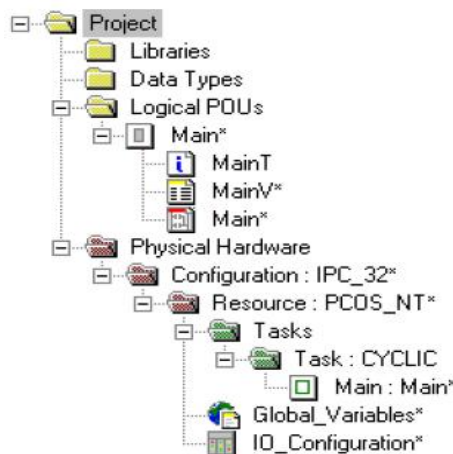 Project
Libraries
Data Types
Logical POUs
Main*
MainT
MainV*
Main*
Physical Hardware
Configuration : IPC_32*
Resource : PCOS_NT*
Tasks
Task : CYCLIC
Main : Main*
Global_Variables*
IO_Configuration*